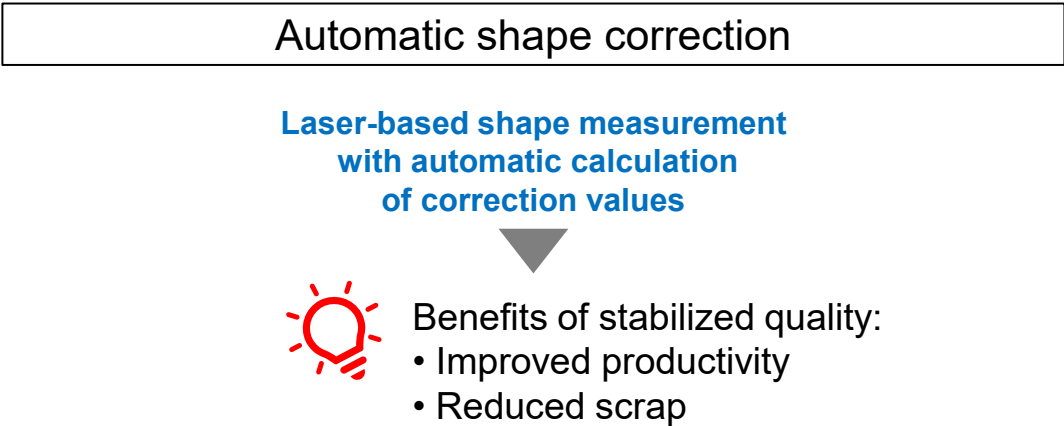 Automatic shape correction
Laser-based shape measurement
with automatic calculation
of correction values
Benefits of stabilized quality:
• Improved productivity
• Reduced scrap